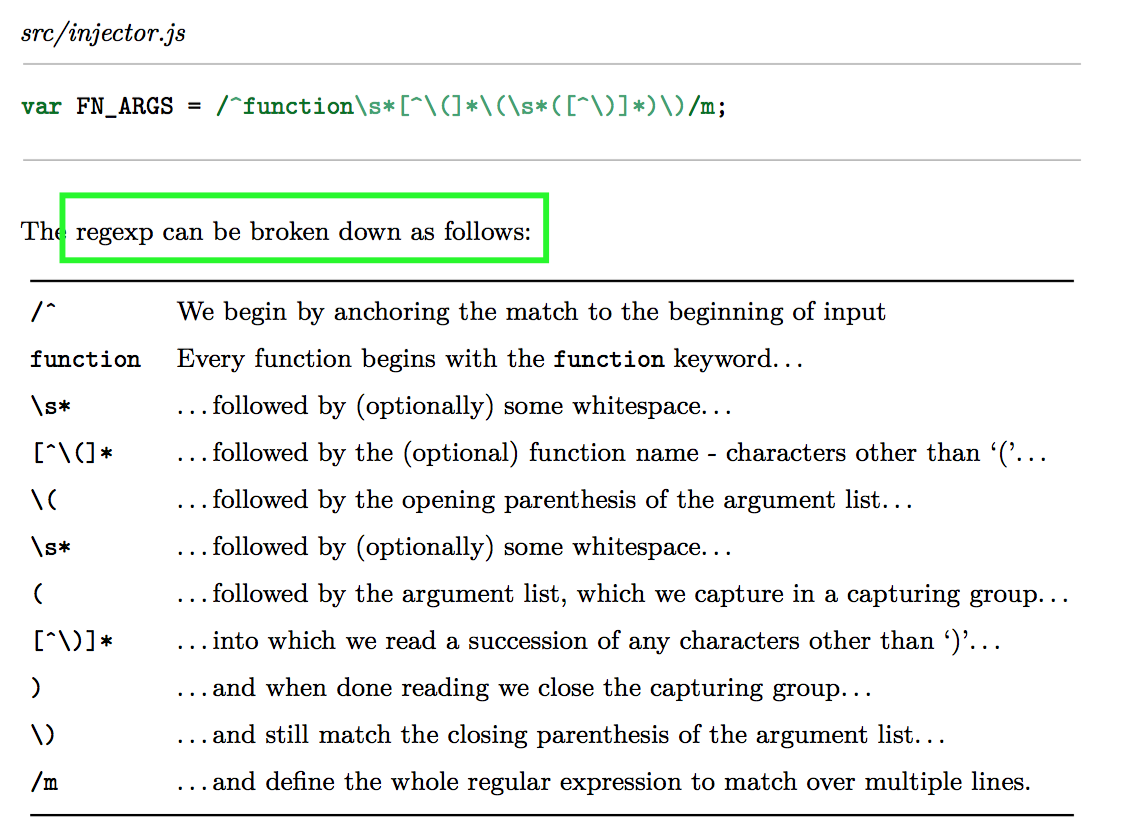 src/injector.js
var FN_ARGS = /^function\s*[^\(]*\(\s*([^\)]*)\)/m;
The regexp can be broken down as follows:
/^ We begin by anchoring the match to the beginning of input
function Every function begins with the function keyword...
\s* ...followed by (optionally) some whitespace...
[^\(]* ...followed by the (optional) function name - characters other than ‘(’...
\( ...followed by the opening parenthesis of the argument list...
\s* ...followed by (optionally) some whitespace...
( ...followed by the argument list, which we capture in a capturing group...
[^\)]* ...into which we read a succession of any characters other than ‘)’...
) ...and when done reading we close the capturing group...
\) ...and still match the closing parenthesis of the argument list...
/m ...and define the whole regular expression to match over multiple lines.